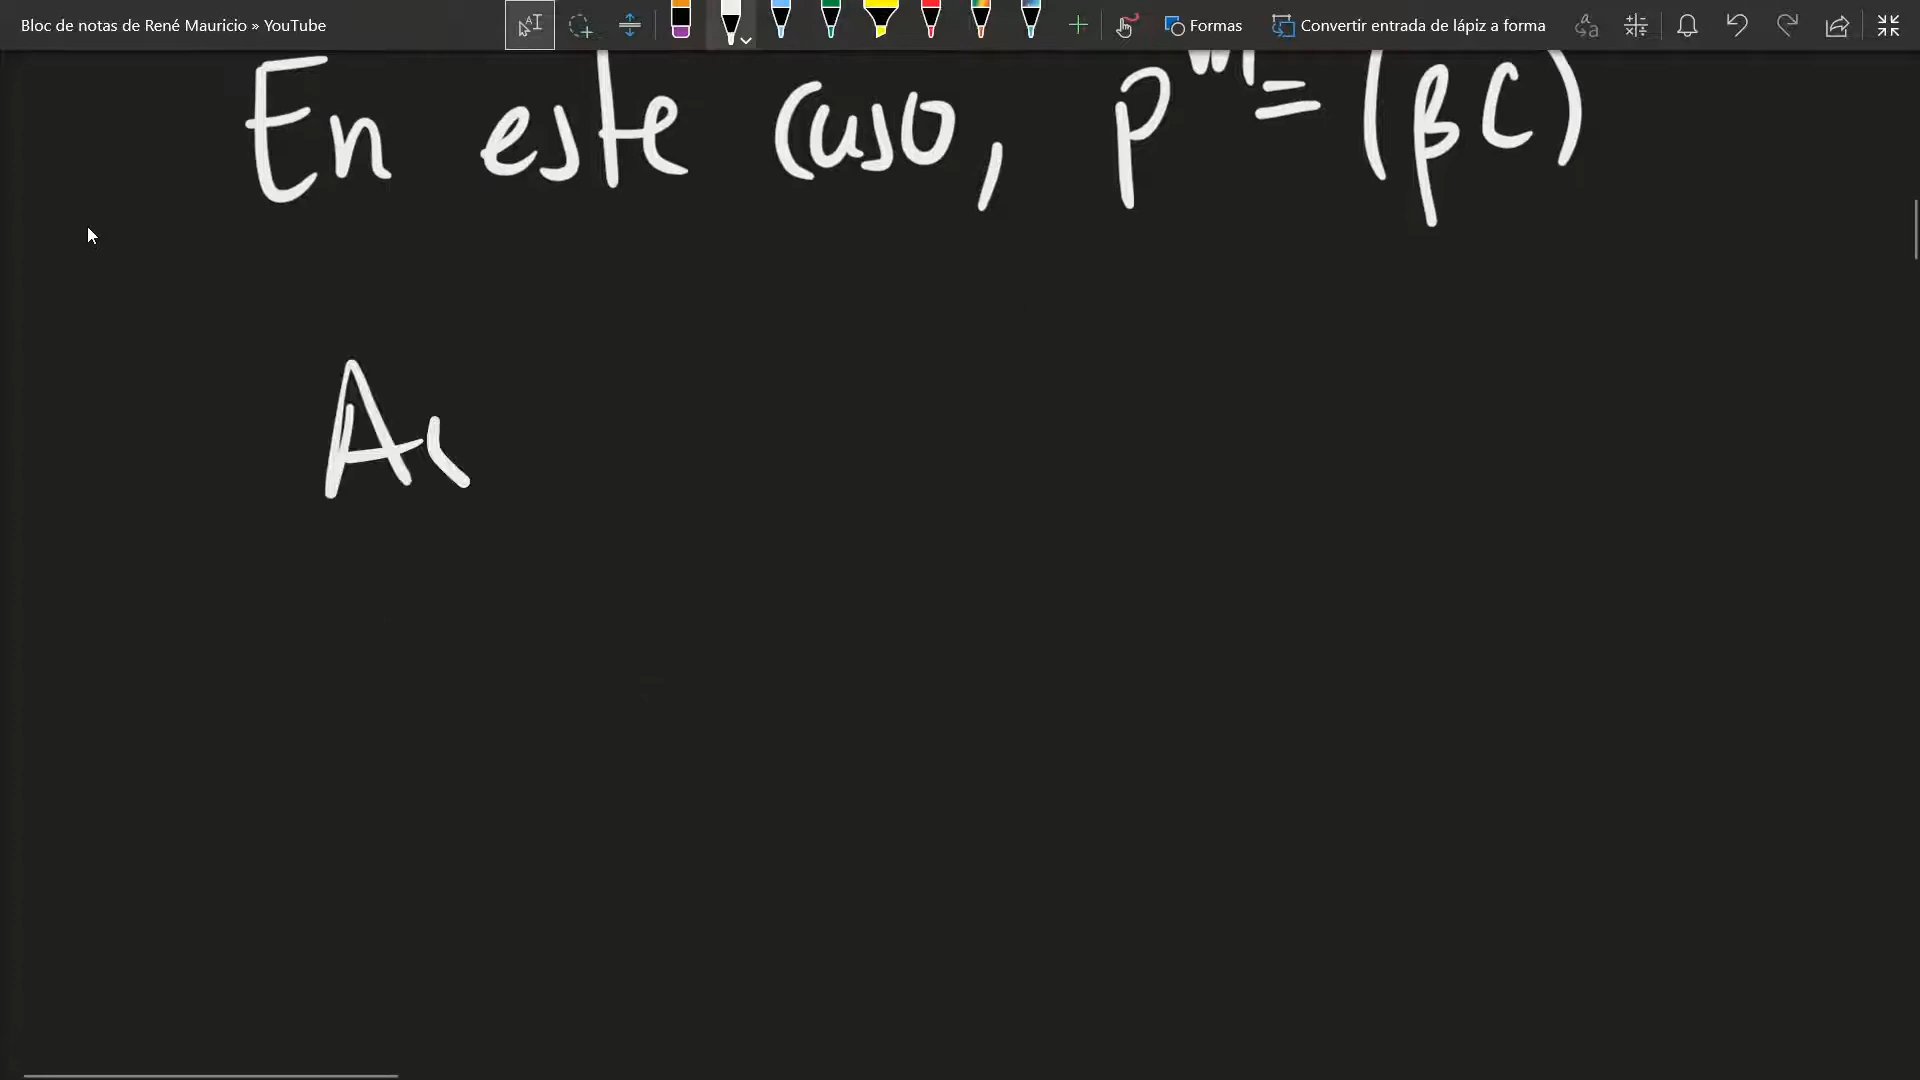 Bloc de notas de René Mauricio » YouTube
Formas
Convertir entrada de lápiz a forma
En este caso, = (βC)